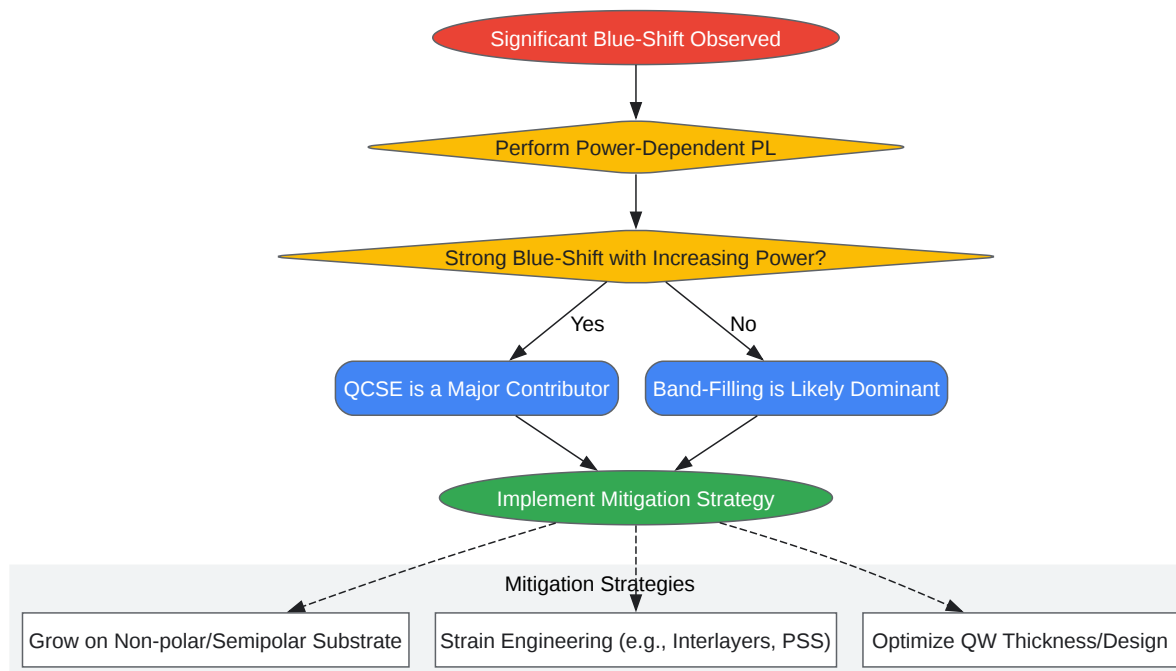 Significant Blue-Shift Observed
Perform Power-Dependent PL
Strong Blue-Shift with Increasing Power?
Yes
No
QCSE is a Major Contributor
Band-Filling is Likely Dominant
Implement Mitigation Strategy
Mitigation Strategies
Grow on Non-polar/Semipolar Substrate
Strain Engineering (e.g., Interlayers, PSS)
Optimize QW Thickness/Design